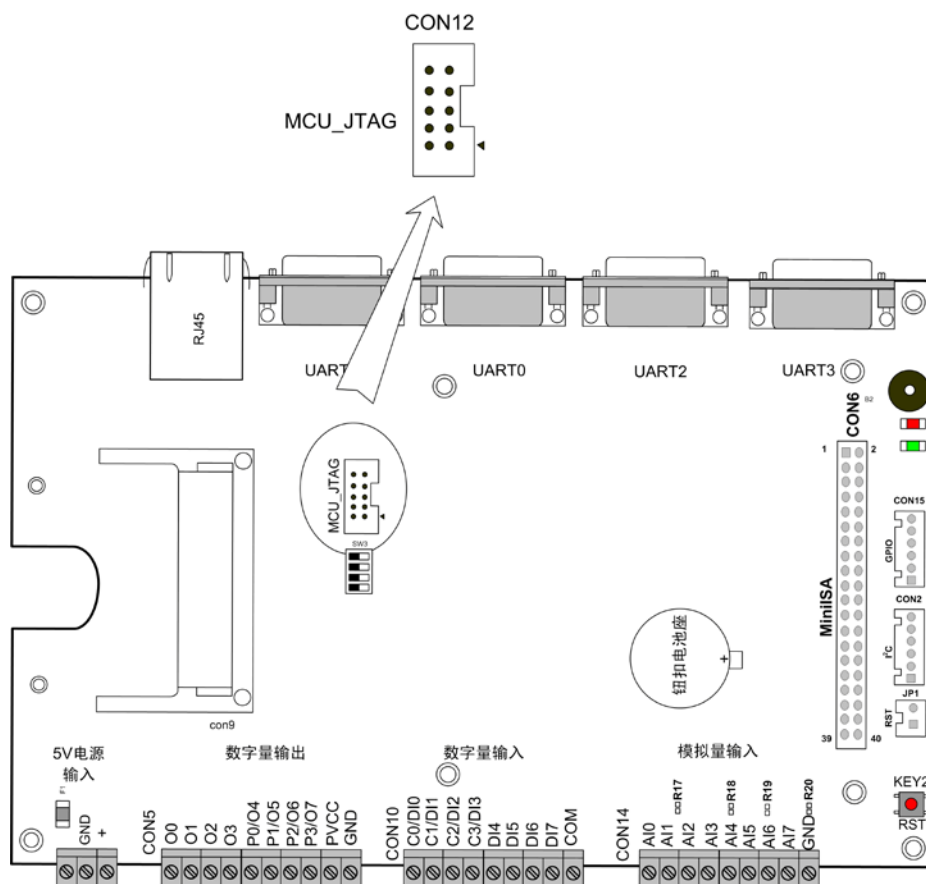 CON12
MCU_JTAG
RJ45
UART
UART0
UART2
UART3
CON6
B2
1
2
MCU_JTAG
SW3
CON15
GPIO
CON2
I²C
MiniISA
钮扣电池座
+
JP1
RST
39
40
con9
5V电源
输入
数字量输出
数字量输入
模拟量输入
KEY2
RST
F1
GND
+
CON5
O0
O1
O2
O3
P0/O4
P1/O5
P2/O6
P3/O7
PVCC
GND
CON10
C0/DI0
C1/DI1
C2/DI2
C3/DI3
DI4
DI5
DI6
DI7
COM
CON14
R17
R18
R19
R20
AI0
AI1
AI2
AI3
AI4
AI5
AI6
AI7
GND